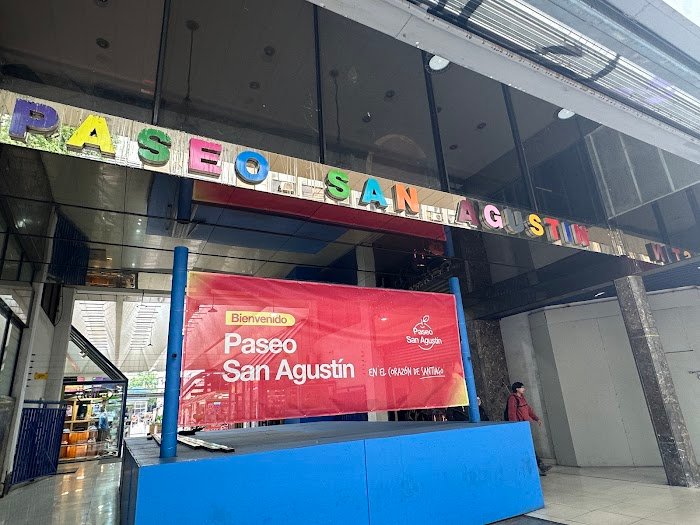 PASEO SAN AGUSTIN
Bienvenido
Paseo
San Agustín
Paseo
San Agustín
EN EL CORAZÓN DE SANTIAGO